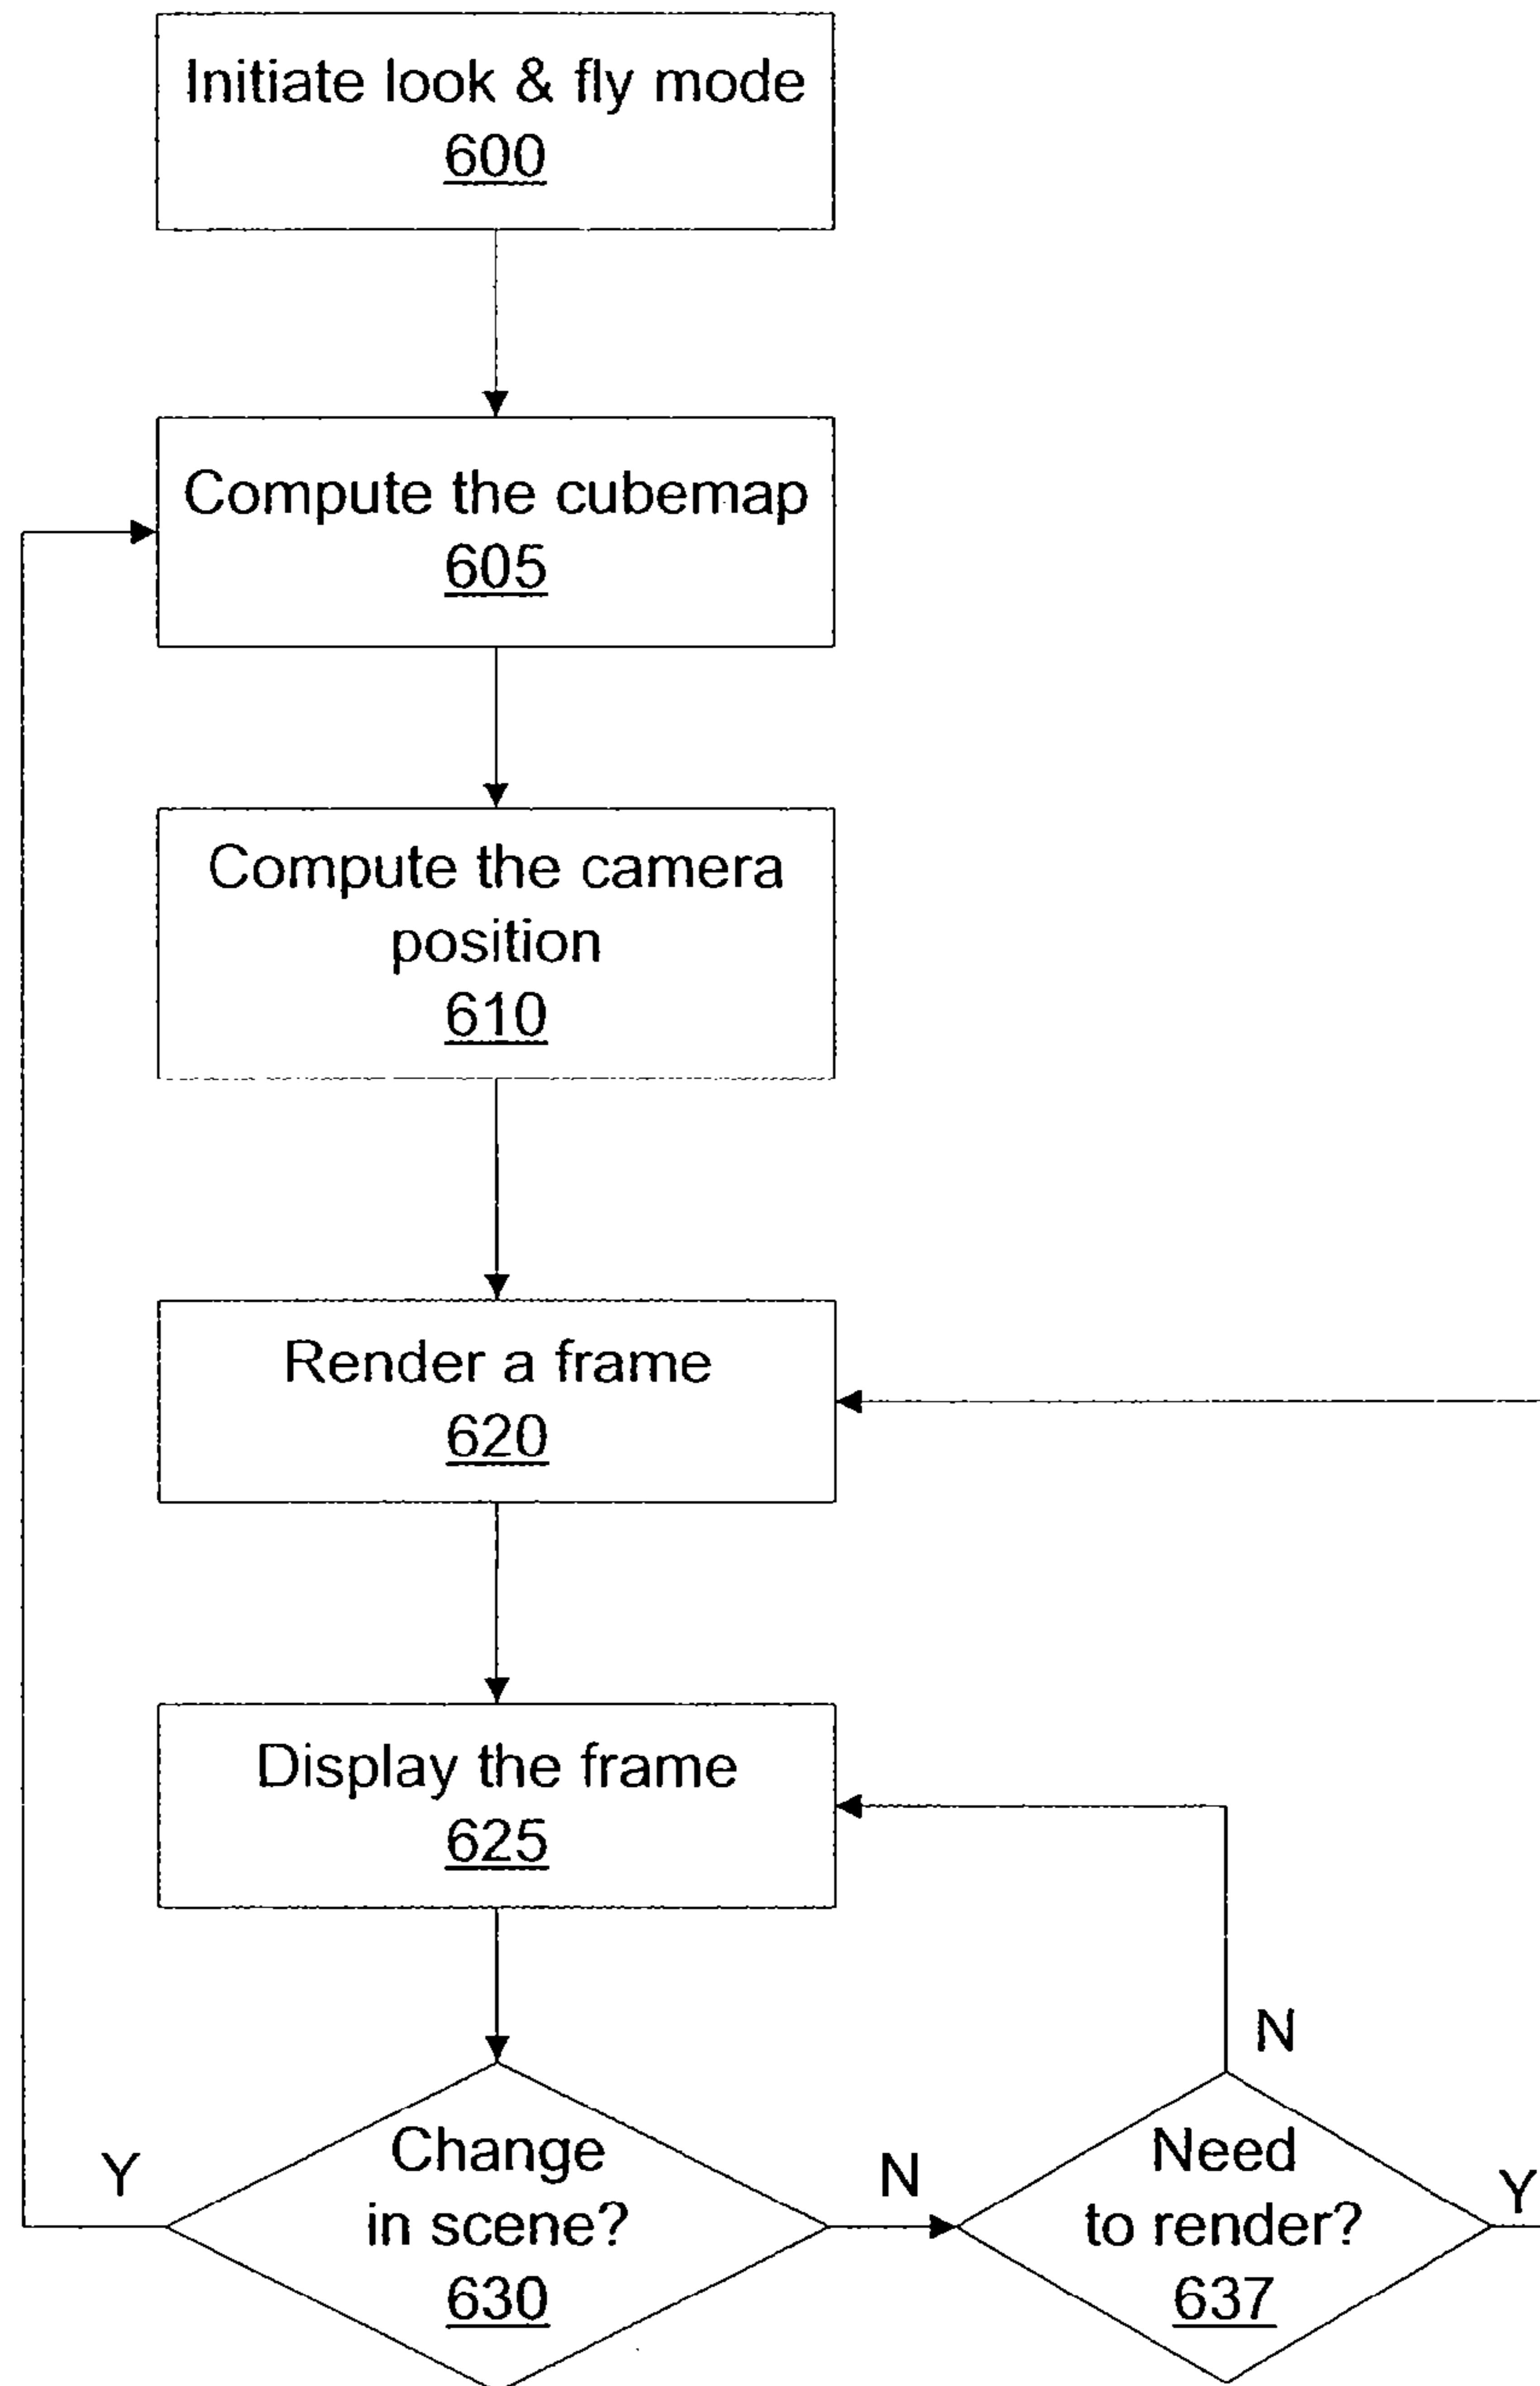 Initiate look & fly mode
600
Compute the cubemap
605
Compute the camera
position
610
Render a frame
620
Display the frame
625
N
Change
in scene?
630
Y
N
Need
to render?
637
Y